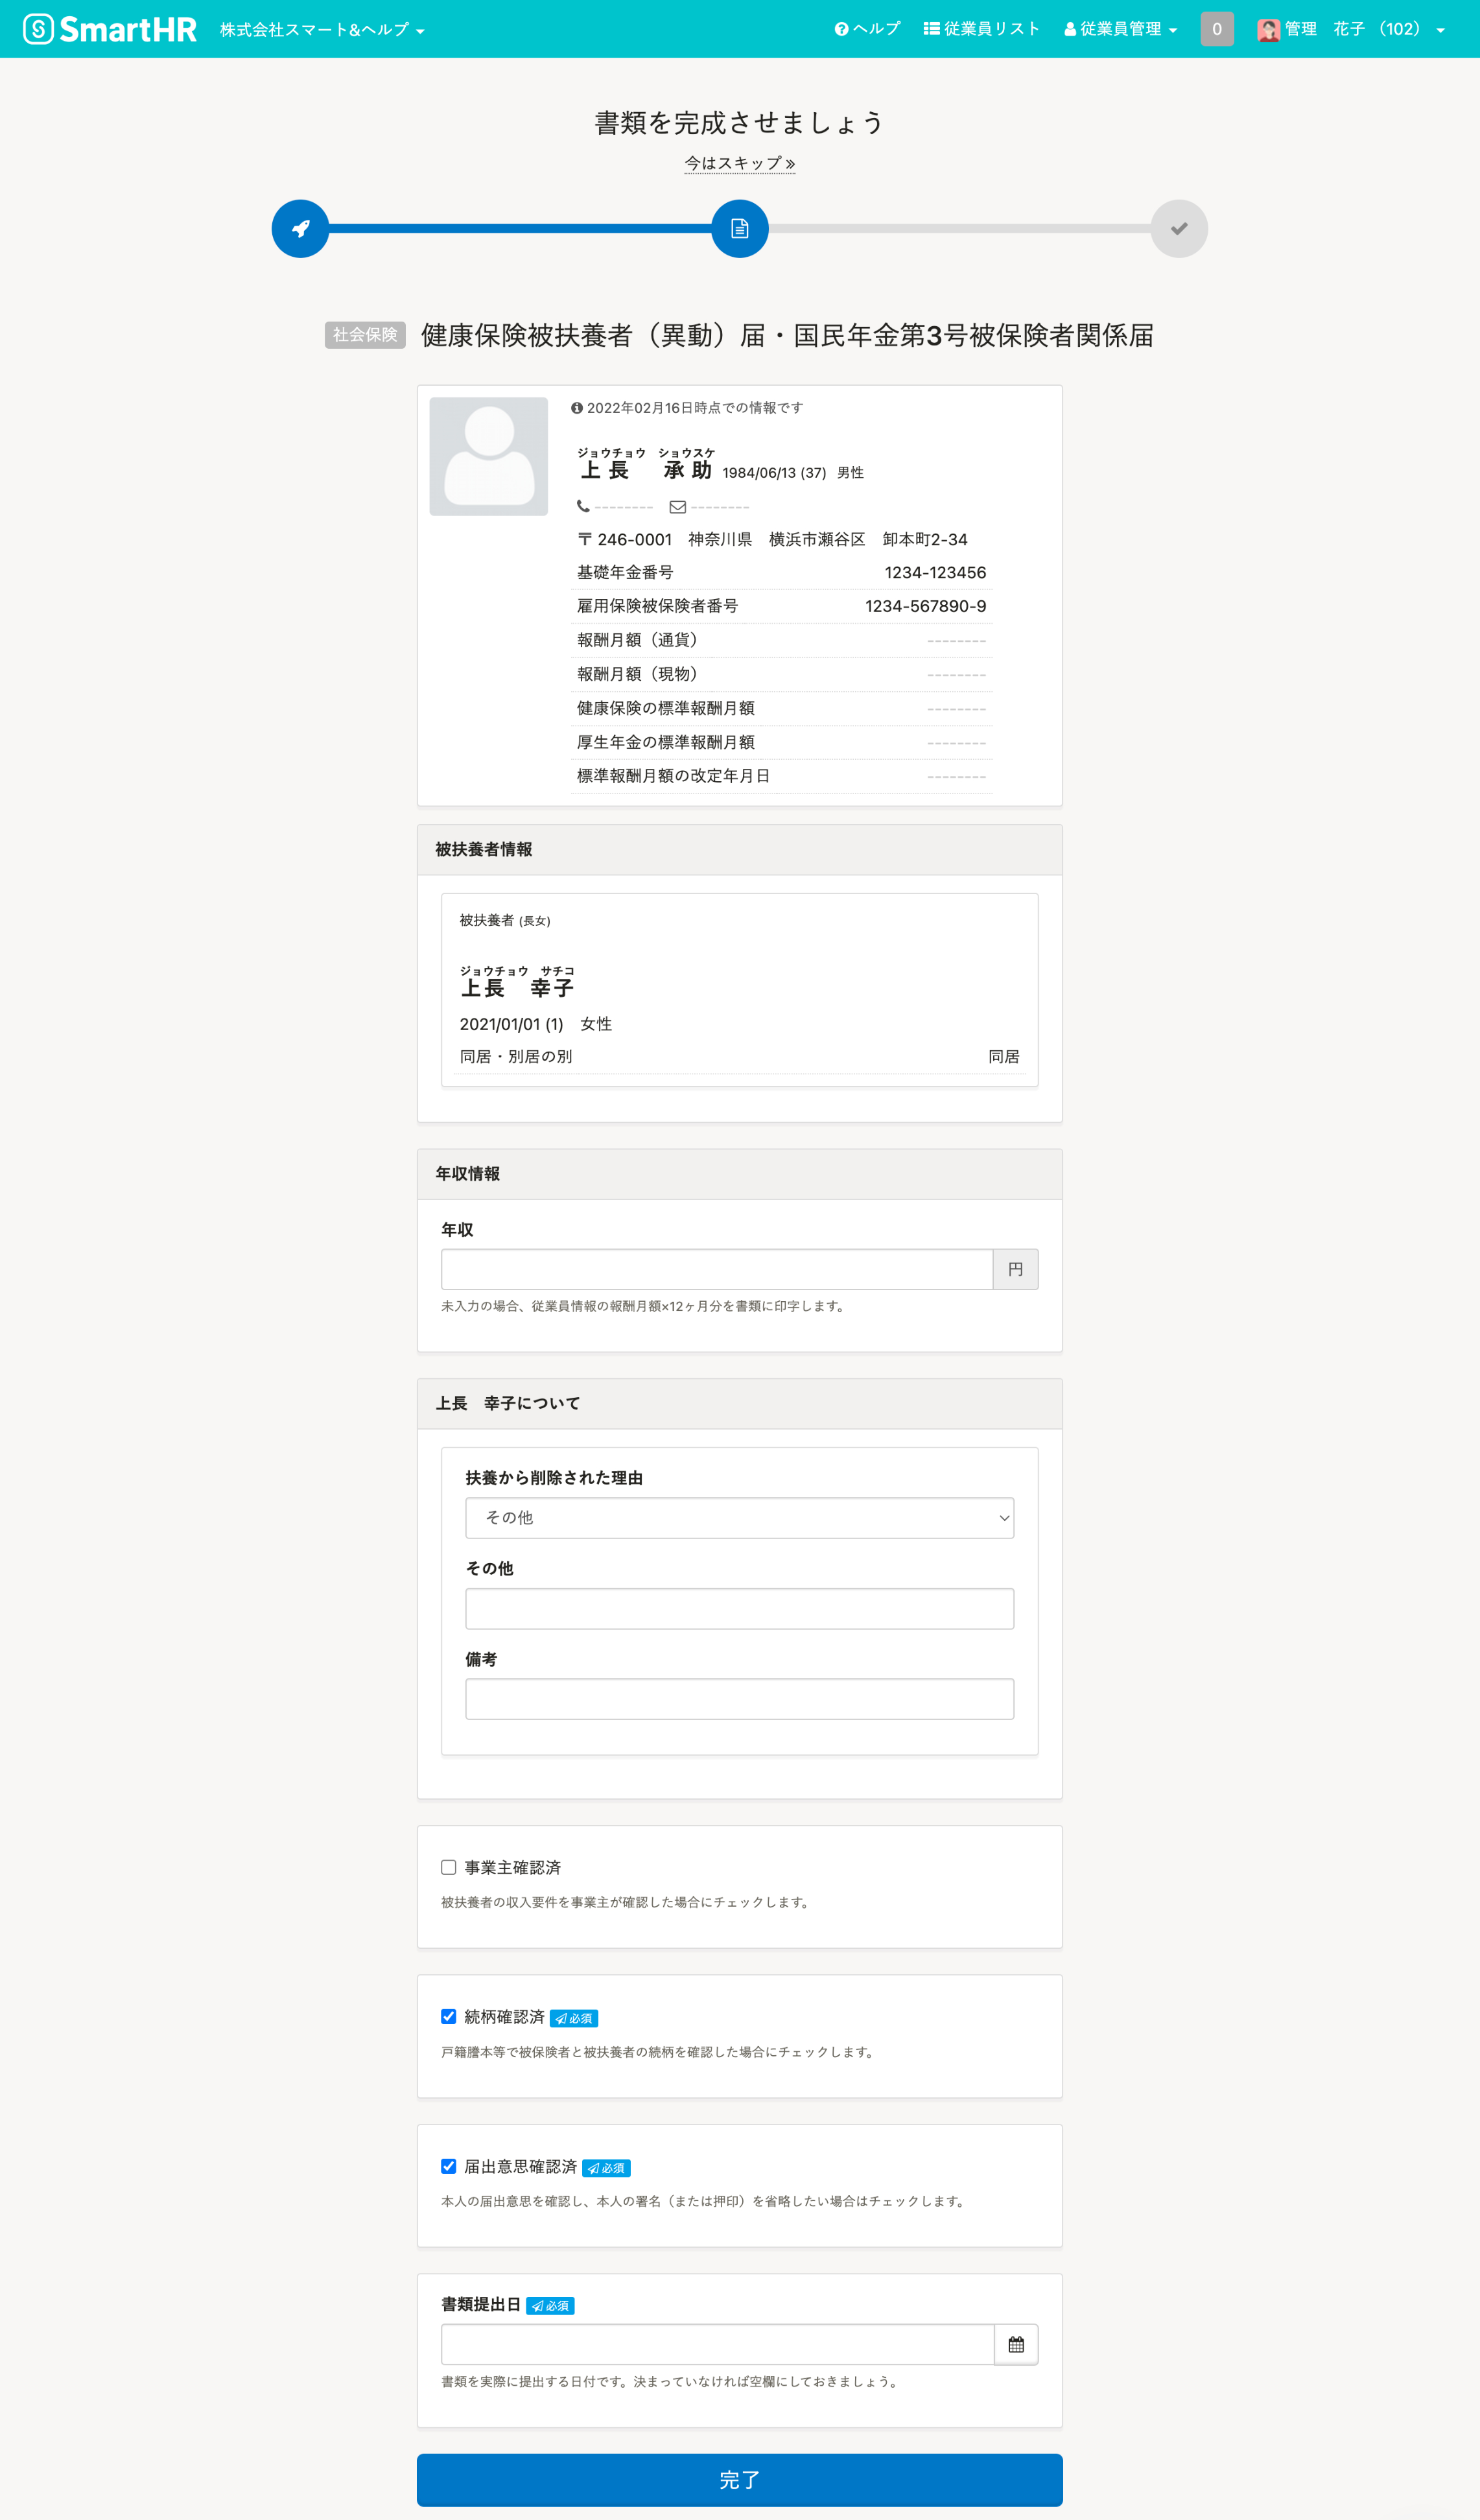 SmartHR 株式会社スマート&ヘルプ ヘルプ 従業員リスト 従業員管理 0 管理 花子 （102）
書類を完成させましょう
今はスキップ »
社会保険 健康保険被扶養者（異動）届・国民年金第3号被保険者関係届
2022年02月16日時点での情報です
ジョウチョウ ショウスケ
上長 承助 1984/06/13 (37) 男性
-------- --------
〒246-0001 神奈川県 横浜市瀬谷区 卸本町2-34
基礎年金番号 1234-123456
雇用保険被保険者番号 1234-567890-9
報酬月額（通貨） --------
報酬月額（現物） --------
健康保険の標準報酬月額 --------
厚生年金の標準報酬月額 --------
標準報酬月額の改定年月日 --------
被扶養者情報
被扶養者 (長女)
ジョウチョウ サチコ
上長 幸子
2021/01/01 (1) 女性
同居・別居の別 同居
年収情報
年収
円
未入力の場合、従業員情報の報酬月額×12ヶ月分を書類に印字します。
上長 幸子について
扶養から削除された理由
その他
その他
備考
事業主確認済
被扶養者の収入要件を事業主が確認した場合にチェックします。
続柄確認済 必須
戸籍謄本等で被保険者と被扶養者の続柄を確認した場合にチェックします。
届出意思確認済 必須
本人の届出意思を確認し、本人の署名（または押印）を省略したい場合はチェックします。
書類提出日 必須
書類を実際に提出する日付です。決まっていなければ空欄にしておきましょう。
完了